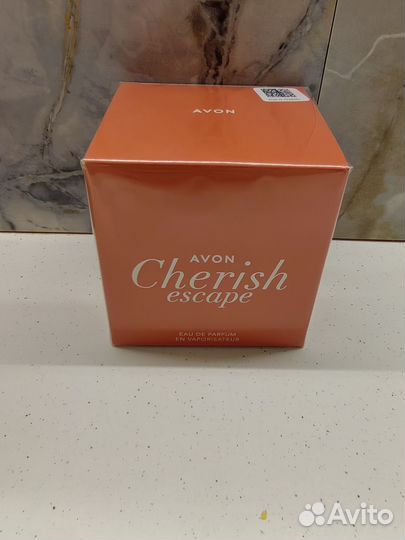 AVON
AVON
Cherish
escape
EAU DE PARFUM
EN VAPORISATEUR
Avito